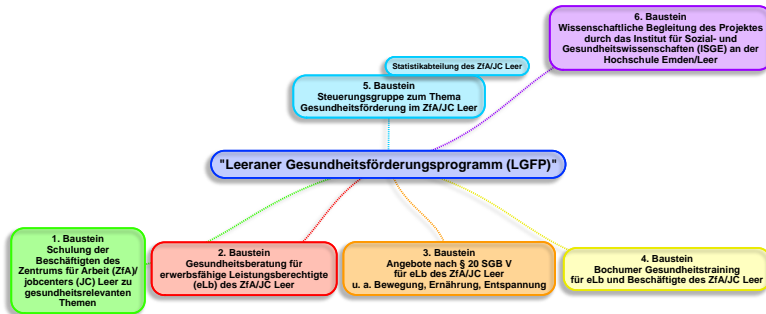 6. Baustein
Wissenschaftliche Begleitung des Projektes
durch das Institut für Sozial- und
Gesundheitswissenschaften (ISGE) an der
Hochschule Emden/Leer
Statistikabteilung des ZfA/JC Leer
5. Baustein
Steuerungsgruppe zum Thema
Gesundheitsförderung im ZfA/JC Leer
"Leeraner Gesundheitsförderungsprogramm (LGFP)"
1. Baustein
Schulung der
Beschäftigten des
Zentrums für Arbeit (ZfA)/
jobcenters (JC) Leer zu
gesundheitsrelevanten
Themen
2. Baustein
Gesundheitsberatung für
erwerbsfähige Leistungsberechtigte
(eLb) des ZfA/JC Leer
3. Baustein
Angebote nach § 20 SGB V
für eLb des ZfA/JC Leer
u. a. Bewegung, Ernährung, Entspannung
4. Baustein
Bochumer Gesundheitstraining
für eLb und Beschäftigte des ZfA/JC Leer